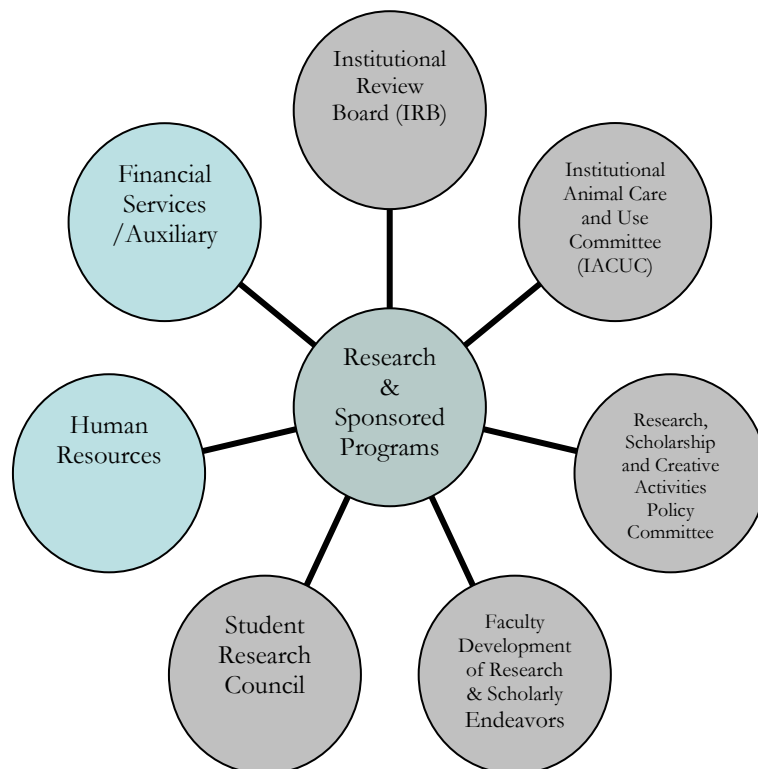 Institutional
Review
Board (IRB)
Financial
Services
/Auxiliary
Institutional
Animal Care
and Use
Committee
(IACUC)
Research
&
Sponsored
Programs
Human
Resources
Research,
Scholarship
and Creative
Activities
Policy
Committee
Student
Research
Council
Faculty
Development
of Research
& Scholarly
Endeavors